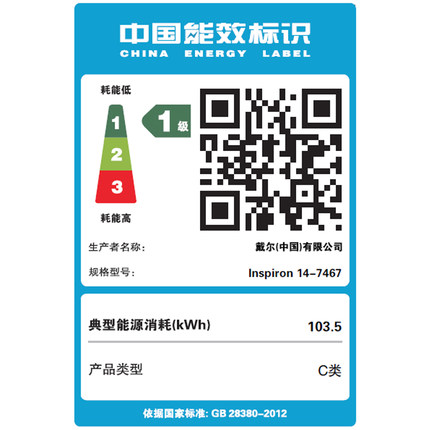 中国能效标识
CHINA ENERGY LABEL
耗能低
1
1级
2
3
耗能高
生产者名称: 戴尔(中国)有限公司
规格型号: Inspiron 14-7467
典型能源消耗(kWh) 103.5
产品类型 C类
依据国家标准: GB 28380-2012